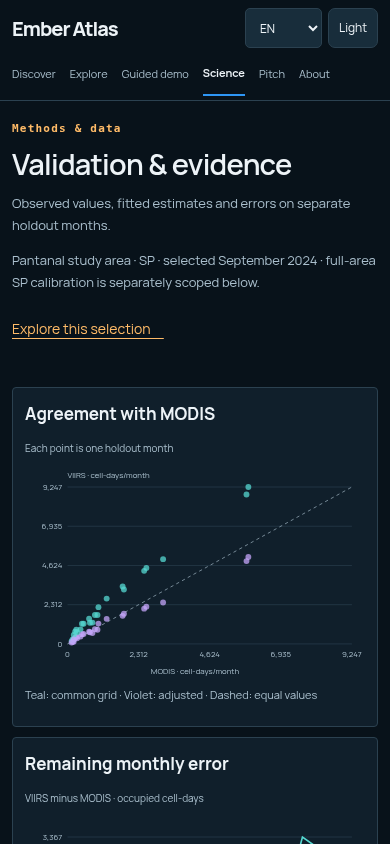 Ember Atlas
EN
Light
Discover Explore Guided demo Science Pitch About
Methods & data
Validation & evidence
Observed values, fitted estimates and errors on separate
holdout months.
Pantanal study area · SP · selected September 2024 · full-area
SP calibration is separately scoped below.
Explore this selection
Agreement with MODIS
Each point is one holdout month
VIIRS · cell-days/month
9,247
6,935
4,624
2,312
0
0 2,312 4,624 6,935 9,247
MODIS · cell-days/month
Teal: common grid · Violet: adjusted · Dashed: equal values
Remaining monthly error
VIIRS minus MODIS · occupied cell-days
3,367